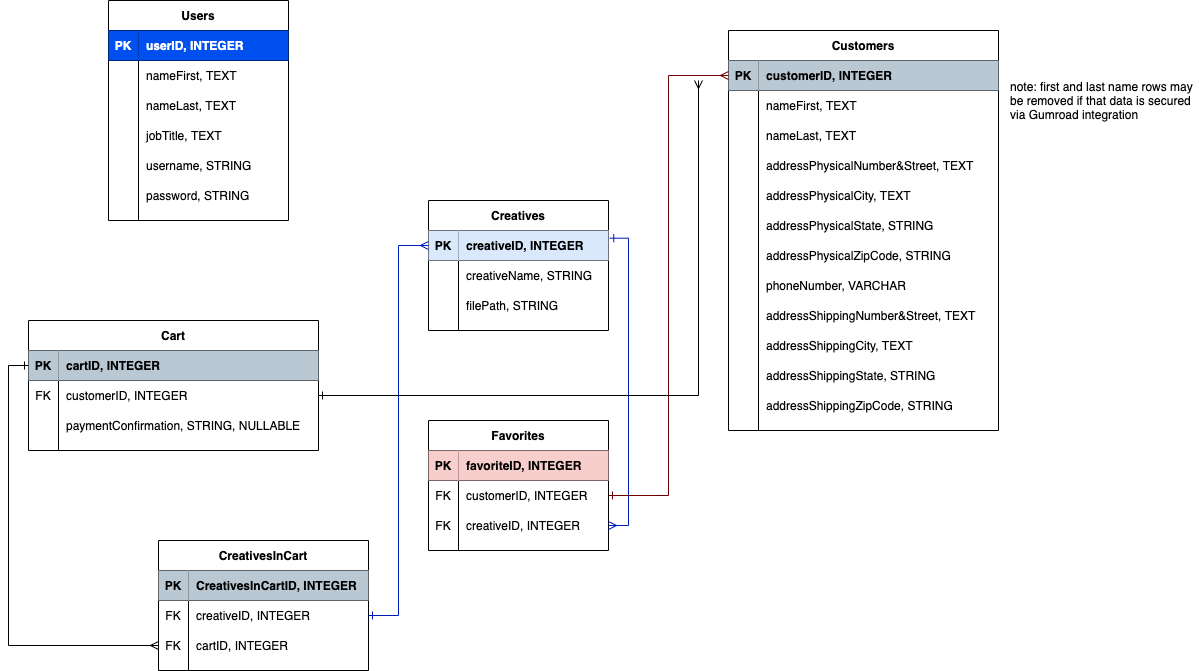 Users
PK userID, INTEGER
nameFirst, TEXT
nameLast, TEXT
jobTitle, TEXT
username, STRING
password, STRING
Customers
PK customerID, INTEGER
nameFirst, TEXT
nameLast, TEXT
addressPhysicalNumber&Street, TEXT
addressPhysicalCity, TEXT
addressPhysicalState, STRING
addressPhysicalZipCode, STRING
phoneNumber, VARCHAR
addressShippingNumber&Street, TEXT
addressShippingCity, TEXT
addressShippingState, STRING
addressShippingZipCode, STRING
note: first and last name rows may
be removed if that data is secured
via Gumroad integration
Creatives
PK creativeID, INTEGER
creativeName, STRING
filePath, STRING
Cart
PK cartID, INTEGER
FK customerID, INTEGER
paymentConfirmation, STRING, NULLABLE
Favorites
PK favoriteID, INTEGER
FK customerID, INTEGER
FK creativeID, INTEGER
CreativesInCart
PK CreativesInCartID, INTEGER
FK creativeID, INTEGER
FK cartID, INTEGER